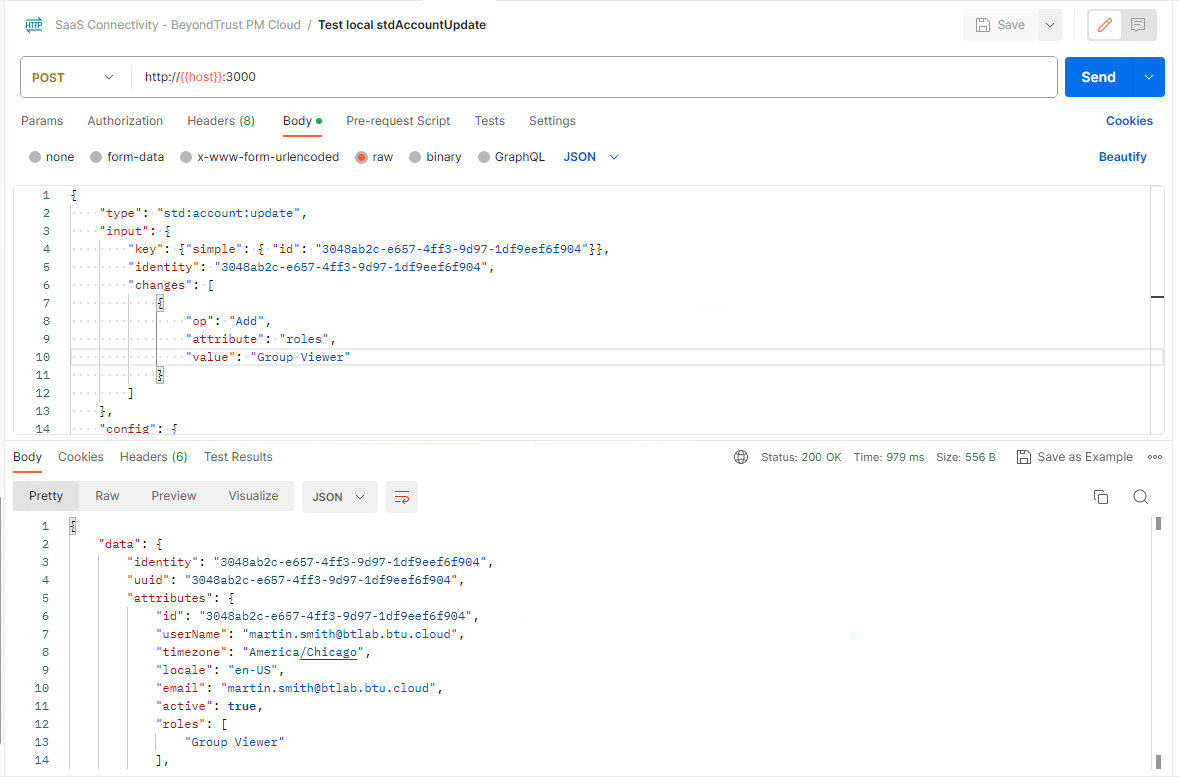 HTTP SaaS Connectivity - BeyondTrust PM Cloud / Test local stdAccountUpdate Save
POST http://{{host}}:3000 Send
Params Authorization Headers (8) Body Pre-request Script Tests Settings Cookies
none form-data x-www-form-urlencoded raw binary GraphQL JSON Beautify
1 {
2 "type": "std:account:update",
3 "input": {
4 "key": {"simple": { "id": "3048ab2c-e657-4ff3-9d97-1df9eef6f904"}},
5 "identity": "3048ab2c-e657-4ff3-9d97-1df9eef6f904",
6 "changes": [
7 {
8 "op": "Add",
9 "attribute": "roles",
10 "value": "Group Viewer"
11 }
12 ]
13 },
14 "config": {
Body Cookies Headers (6) Test Results Status: 200 OK Time: 979 ms Size: 556 B Save as Example
Pretty Raw Preview Visualize JSON
1 {
2 "data": {
3 "identity": "3048ab2c-e657-4ff3-9d97-1df9eef6f904",
4 "uuid": "3048ab2c-e657-4ff3-9d97-1df9eef6f904",
5 "attributes": {
6 "id": "3048ab2c-e657-4ff3-9d97-1df9eef6f904",
7 "userName": "martin.smith@btlab.btu.cloud",
8 "timezone": "America/Chicago",
9 "locale": "en-US",
10 "email": "martin.smith@btlab.btu.cloud",
11 "active": true,
12 "roles": [
13 "Group Viewer"
14 ],